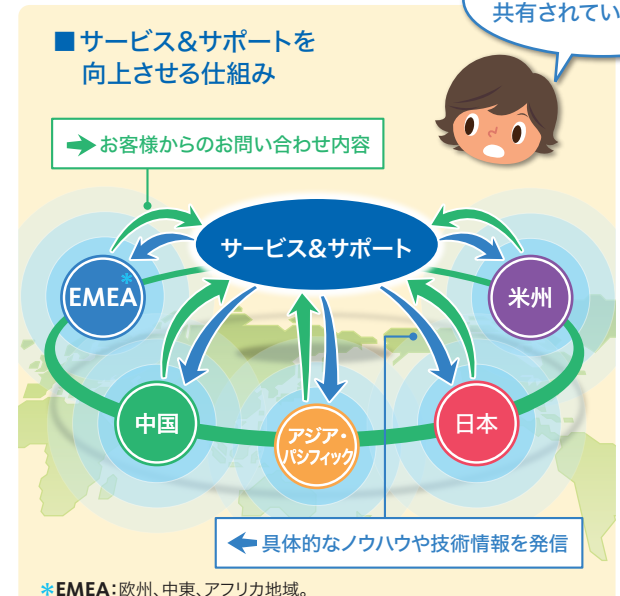 共有されてい
■サービス&サポートを
向上させる仕組み
お客様からのお問い合わせ内容
サービス&サポート
EMEA*
米州
中国
アジア・
パシフィック
日本
具体的なノウハウや技術情報を発信
*EMEA:欧州、中東、アフリカ地域。